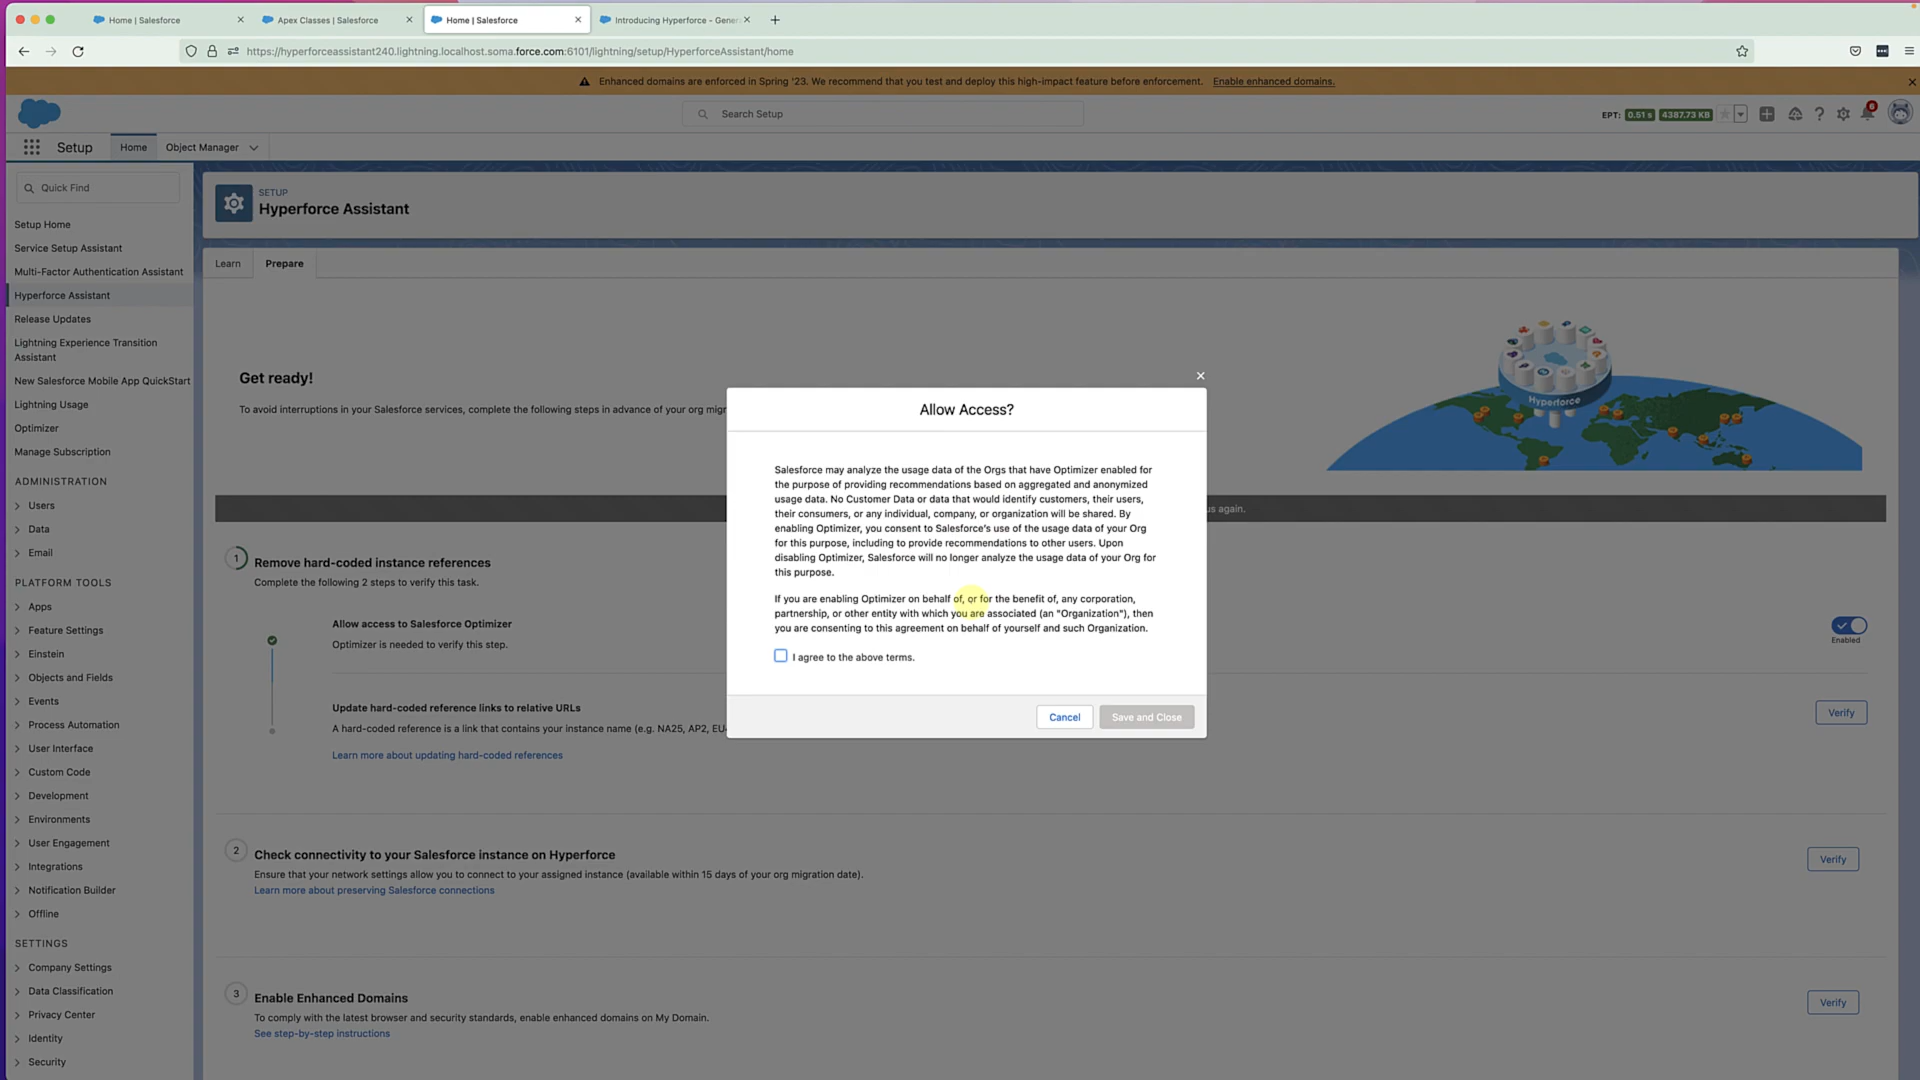 Home | Salesforce
Apex Classes | Salesforce
Home | Salesforce
Introducing Hyperforce - Gener
https://hyperforceassistant240.lightning.localhost.soma.force.com:6101/lightning/setup/HyperforceAssistant/home
Enhanced domains are enforced in Spring '23. We recommend that you test and deploy this high-impact feature before enforcement. Enable enhanced domains.
Search Setup
EPT: 0.51 s 4387.73 KB
6
Setup
Home
Object Manager
Quick Find
Setup Home
Service Setup Assistant
Multi-Factor Authentication Assistant
Hyperforce Assistant
Release Updates
Lightning Experience Transition
Assistant
New Salesforce Mobile App QuickStart
Lightning Usage
Optimizer
Manage Subscription
ADMINISTRATION
Users
Data
Email
PLATFORM TOOLS
Apps
Feature Settings
Einstein
Objects and Fields
Events
Process Automation
User Interface
Custom Code
Development
Environments
User Engagement
Integrations
Notification Builder
Offline
SETTINGS
Company Settings
Data Classification
Privacy Center
Identity
Security
SETUP
Hyperforce Assistant
Learn
Prepare
Get ready!
To avoid interruptions in your Salesforce services, complete the following steps in advance of your org migr
Hyperforce
us again.
1
Remove hard-coded instance references
Complete the following 2 steps to verify this task.
Allow access to Salesforce Optimizer
Optimizer is needed to verify this step.
Enabled
Update hard-coded reference links to relative URLs
A hard-coded reference is a link that contains your instance name (e.g. NA25, AP2, EU-
Learn more about updating hard-coded references
Verify
2
Check connectivity to your Salesforce instance on Hyperforce
Ensure that your network settings allow you to connect to your assigned instance (available within 15 days of your org migration date).
Learn more about preserving Salesforce connections
Verify
3
Enable Enhanced Domains
To comply with the latest browser and security standards, enable enhanced domains on My Domain.
See step-by-step instructions
Verify
Allow Access?
Salesforce may analyze the usage data of the Orgs that have Optimizer enabled for
the purpose of providing recommendations based on aggregated and anonymized
usage data. No Customer Data or data that would identify customers, their users,
their consumers, or any individual, company, or organization will be shared. By
enabling Optimizer, you consent to Salesforce's use of the usage data of your Org
for this purpose, including to provide recommendations to other users. Upon
disabling Optimizer, Salesforce will no longer analyze the usage data of your Org for
this purpose.
If you are enabling Optimizer on behalf of, or for the benefit of, any corporation,
partnership, or other entity with which you are associated (an "Organization"), then
you are consenting to this agreement on behalf of yourself and such Organization.
I agree to the above terms.
Cancel
Save and Close